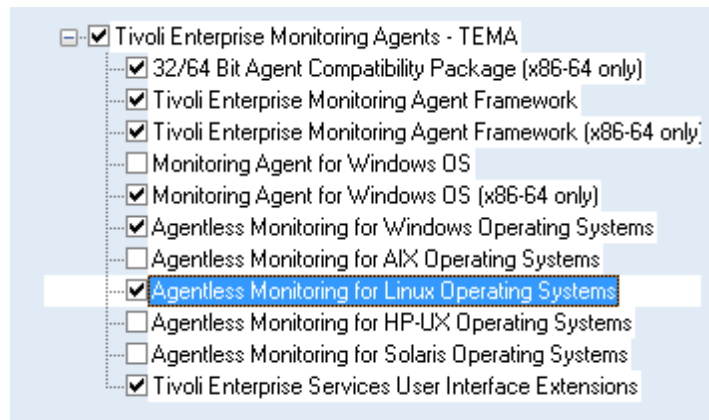 Tivoli Enterprise Monitoring Agents - TEMA
32/64 Bit Agent Compatibility Package (x86-64 only)
Tivoli Enterprise Monitoring Agent Framework
Tivoli Enterprise Monitoring Agent Framework (x86-64 only)
Monitoring Agent for Windows OS
Monitoring Agent for Windows OS (x86-64 only)
Agentless Monitoring for Windows Operating Systems
Agentless Monitoring for AIX Operating Systems
Agentless Monitoring for Linux Operating Systems
Agentless Monitoring for HP-UX Operating Systems
Agentless Monitoring for Solaris Operating Systems
Tivoli Enterprise Services User Interface Extensions